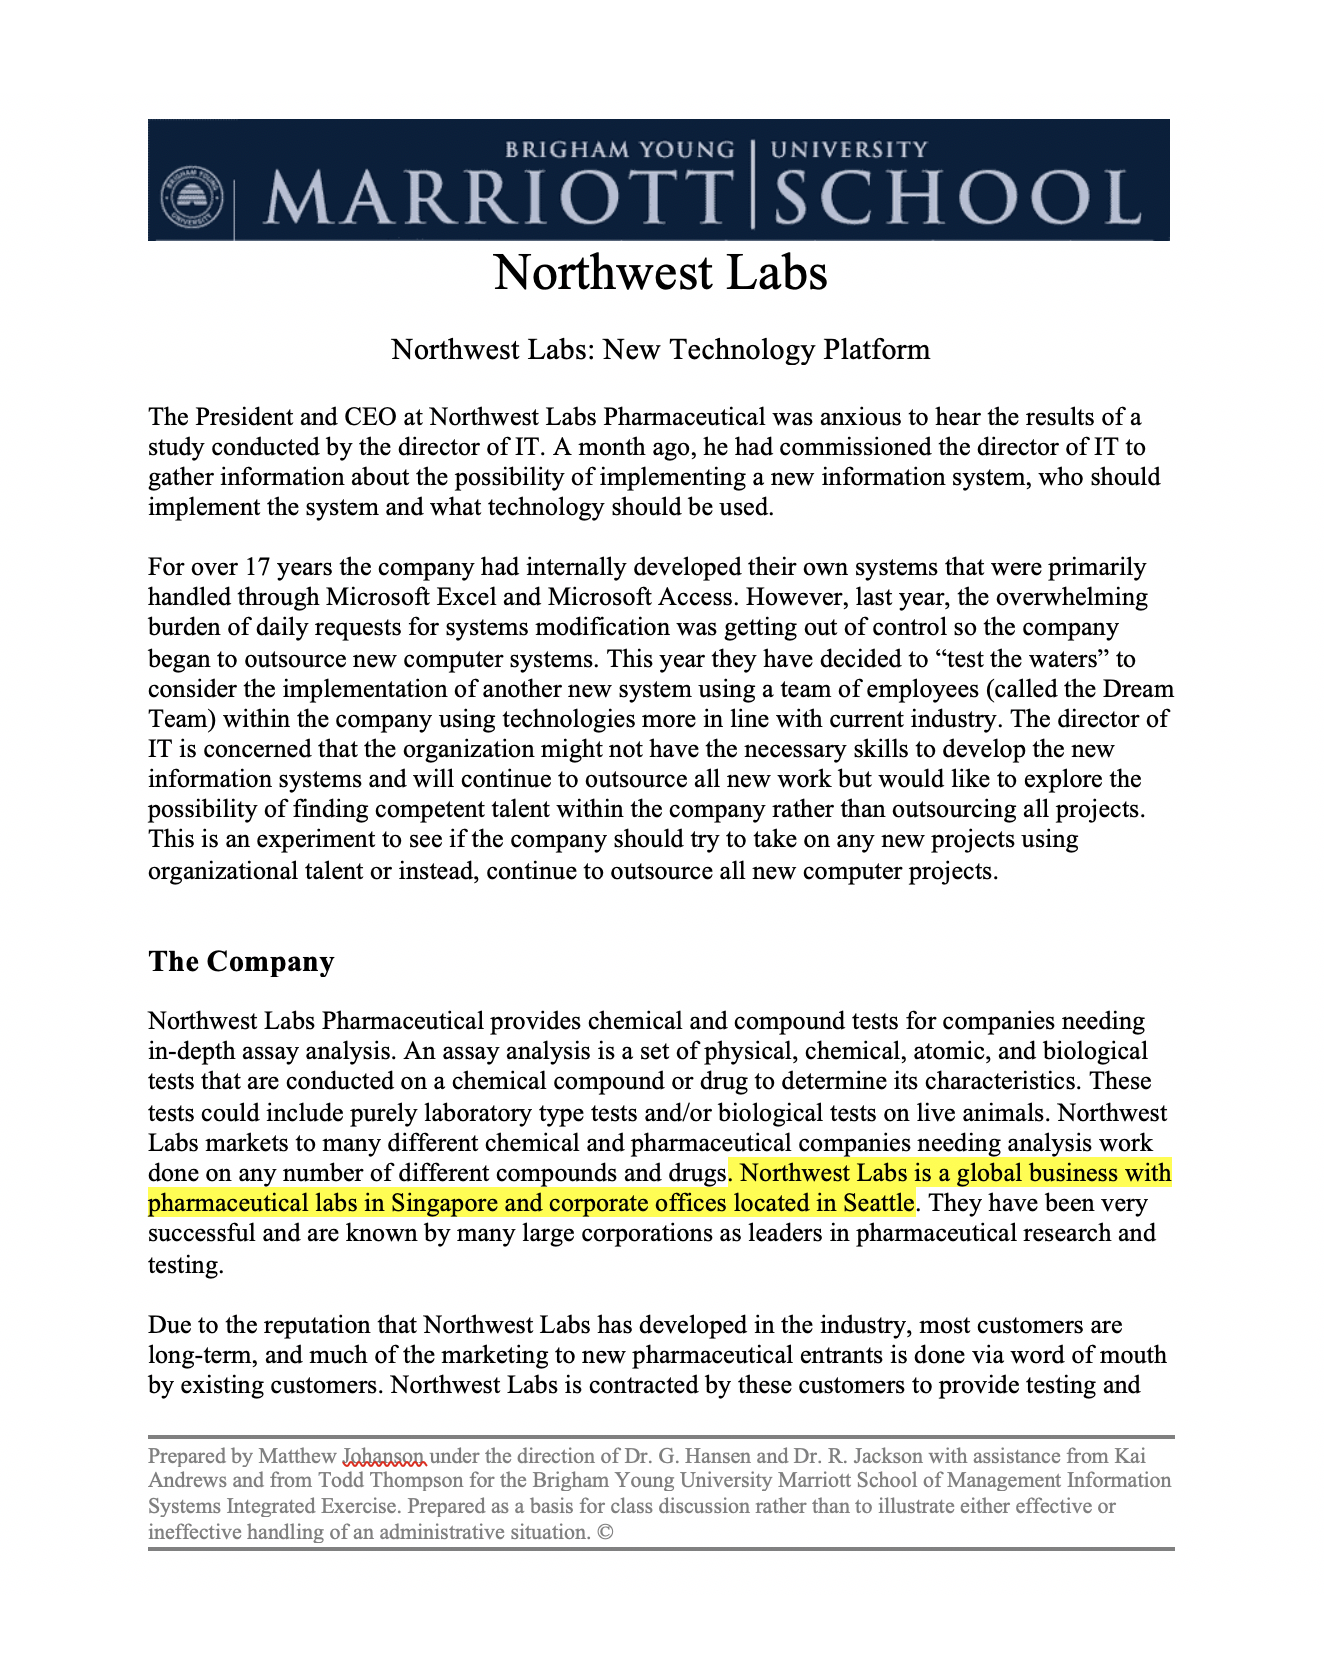 BRIGHAM YOUNG UNIVERSITY
MARRIOTT SCHOOL
Northwest Labs
Northwest Labs: New Technology Platform
The President and CEO at Northwest Labs Pharmaceutical was anxious to hear the results of a
study conducted by the director of IT. A month ago, he had commissioned the director of IT to
gather information about the possibility of implementing a new information system, who should
implement the system and what technology should be used.
For over 17 years the company had internally developed their own systems that were primarily
handled through Microsoft Excel and Microsoft Access. However, last year, the overwhelming
burden of daily requests for systems modification was getting out of control so the company
began to outsource new computer systems. This year they have decided to “test the waters” to
consider the implementation of another new system using a team of employees (called the Dream
Team) within the company using technologies more in line with current industry. The director of
IT is concerned that the organization might not have the necessary skills to develop the new
information systems and will continue to outsource all new work but would like to explore the
possibility of finding competent talent within the company rather than outsourcing all projects.
This is an experiment to see if the company should try to take on any new projects using
organizational talent or instead, continue to outsource all new computer projects.
The Company
Northwest Labs Pharmaceutical provides chemical and compound tests for companies needing
in-depth assay analysis. An assay analysis is a set of physical, chemical, atomic, and biological
tests that are conducted on a chemical compound or drug to determine its characteristics. These
tests could include purely laboratory type tests and/or biological tests on live animals. Northwest
Labs markets to many different chemical and pharmaceutical companies needing analysis work
done on any number of different compounds and drugs. Northwest Labs is a global business with
pharmaceutical labs in Singapore and corporate offices located in Seattle. They have been very
successful and are known by many large corporations as leaders in pharmaceutical research and
testing.
Due to the reputation that Northwest Labs has developed in the industry, most customers are
long-term, and much of the marketing to new pharmaceutical entrants is done via word of mouth
by existing customers. Northwest Labs is contracted by these customers to provide testing and
Prepared by Matthew Johanson under the direction of Dr. G. Hansen and Dr. R. Jackson with assistance from Kai
Andrews and from Todd Thompson for the Brigham Young University Marriott School of Management Information
Systems Integrated Exercise. Prepared as a basis for class discussion rather than to illustrate either effective or
ineffective handling of an administrative situation. ©